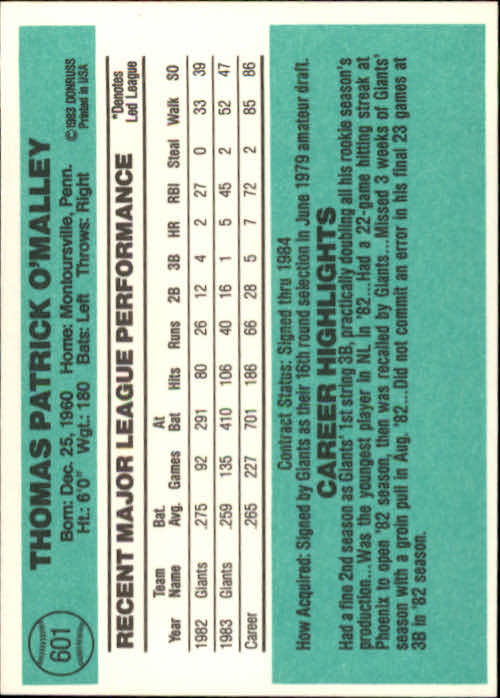 601
THOMAS PATRICK O'MALLEY
Born: Dec. 25, 1960 Home: Montoursville, Penn.
Ht.: 6'0" Wgt.: 180 Bats: Left Throws: Right
© 1983 DONRUSS
Printed in USA
RECENT MAJOR LEAGUE PERFORMANCE
*Denotes
Led League
Year Team Name Bat. Avg. Games At Bat Hits Runs 2B 3B HR RBI Steal Walk SO
1982 Giants .275 92 291 80 26 12 4 2 27 0 33 39
1983 Giants .259 135 410 106 40 16 1 5 45 2 52 47
Career .265 227 701 186 66 28 5 7 72 2 85 86
Contract Status: Signed thru 1984
How Acquired: Signed by Giants as their 16th round selection in June 1979 amateur draft.
CAREER HIGHLIGHTS
Had a fine 2nd season as Giants' 1st string 3B, practically doubling all his rookie season's
production...Was the youngest player in NL in '82...Had a 22-game hitting streak at
Phoenix to open '82 season, then was recalled by Giants...Missed 3 weeks of Giants'
season with a groin pull in Aug. '82...Did not commit an error in his final 23 games at
3B in '82 season.